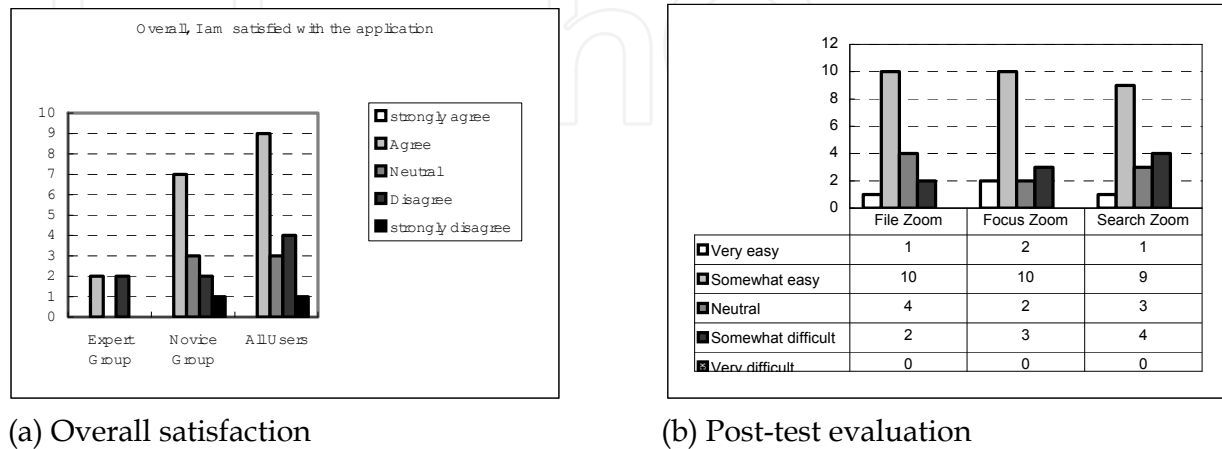 Overall, I am satisfied with the application
10
9
8
7
6
5
4
3
2
1
0
Expert Group
Novice Group
All Users
strongly agree
Agree
Neutral
Disagree
strongly disagree
(a) Overall satisfaction
12
10
8
6
4
2
0
File Zoom Focus Zoom Search Zoom
Very easy 1 2 1
Somewhat easy 10 10 9
Neutral 4 2 3
Somewhat difficult 2 3 4
Very difficult 0 0 0
(b) Post-test evaluation